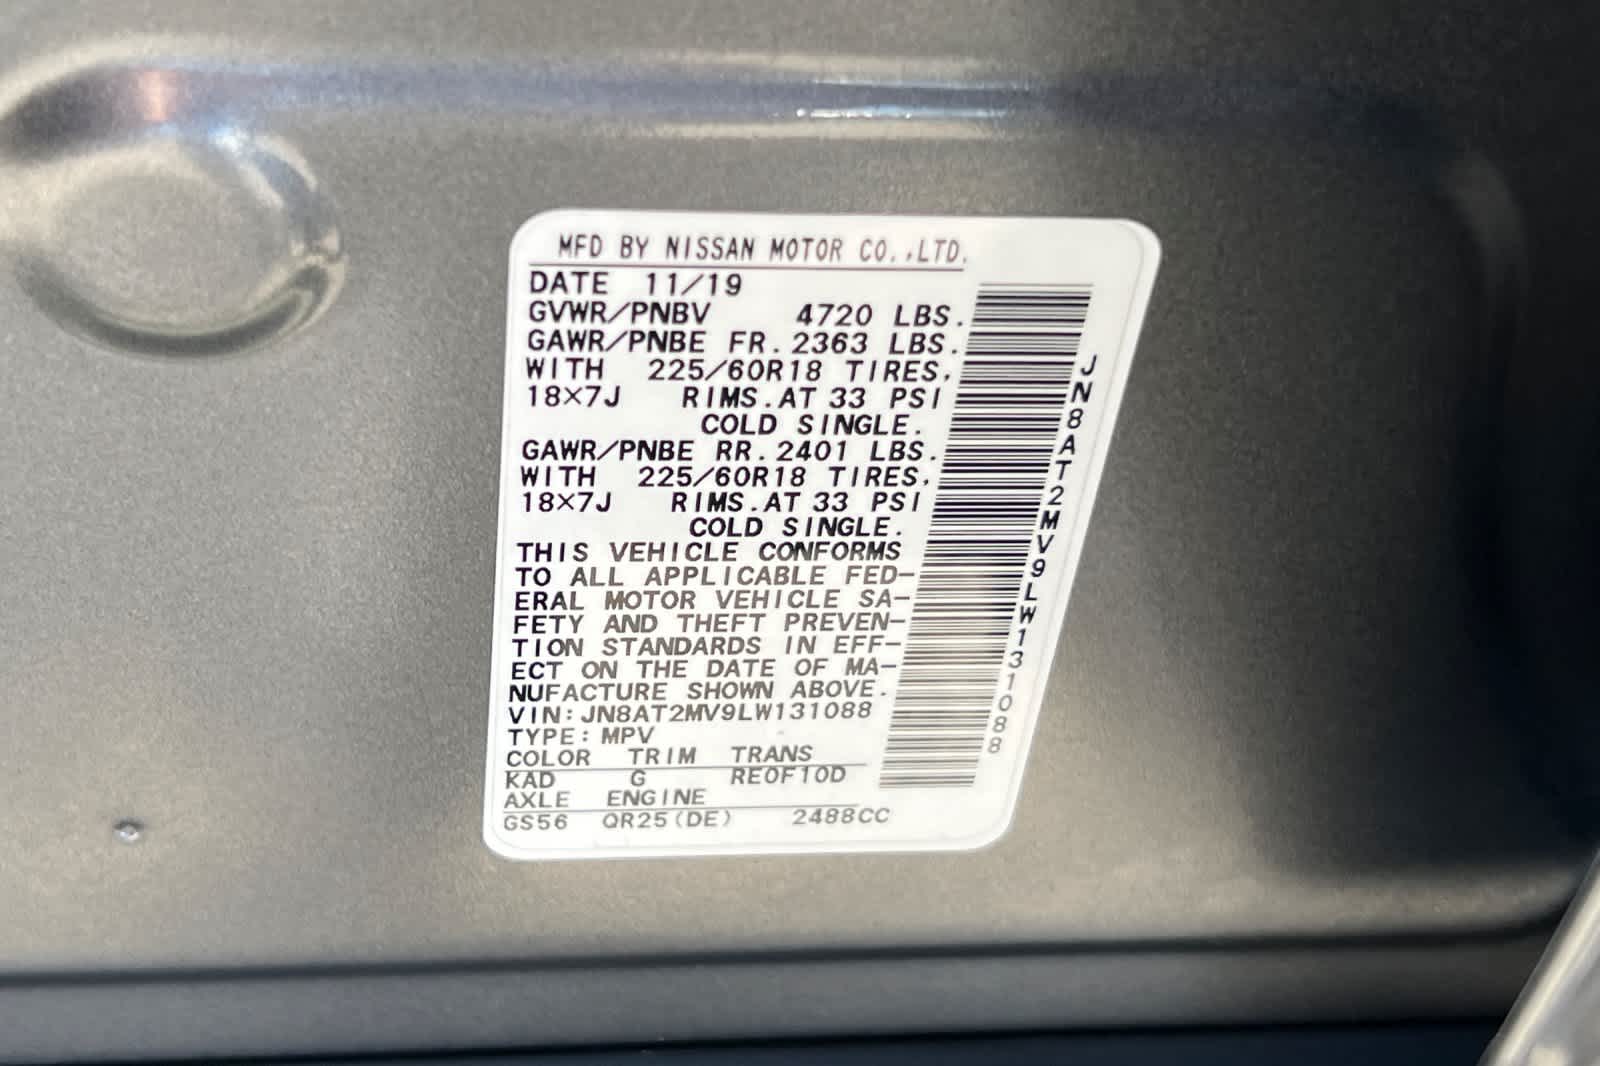 MFD BY NISSAN MOTOR CO.,LTD.
DATE 11/19
GVWR/PNBV 4720 LBS.
GAWR/PNBE FR. 2363 LBS.
WITH 225/60R18 TIRES,
18×7J RIMS.AT 33 PSI
COLD SINGLE.
GAWR/PNBE RR. 2401 LBS.
WITH 225/60R18 TIRES,
18×7J RIMS.AT 33 PSI
COLD SINGLE.
THIS VEHICLE CONFORMS
TO ALL APPLICABLE FED-
ERAL MOTOR VEHICLE SA-
FETY AND THEFT PREVEN-
TION STANDARDS IN EFF-
ECT ON THE DATE OF MA-
NUFACTURE SHOWN ABOVE.
VIN:JN8AT2MV9LW131088
TYPE:MPV
COLOR TRIM TRANS
KAD G RE0F10D
AXLE ENGINE
GS56 QR25(DE) 2488CC
JN8AT2MV9LW131088